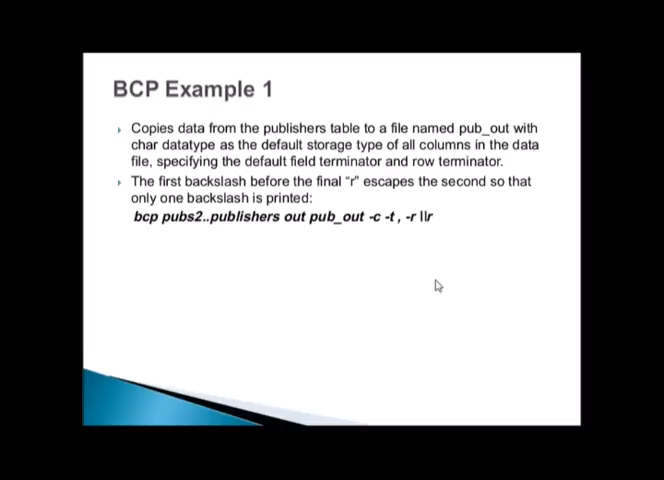 BCP Example 1
Copies data from the publishers table to a file named pub_out with
char datatype as the default storage type of all columns in the data
file, specifying the default field terminator and row terminator.
The first backslash before the final "r" escapes the second so that
only one backslash is printed:
bcp pubs2..publishers out pub_out -c -t , -r \\r